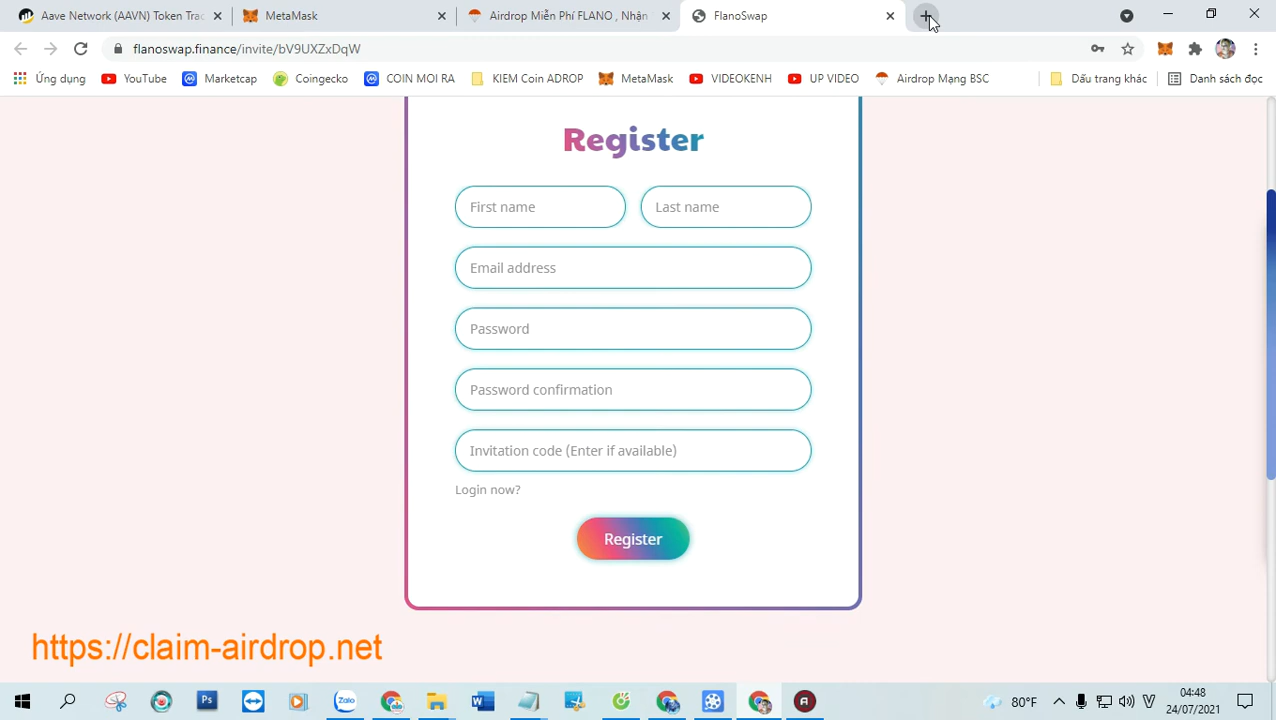 Aave Network (AAVN) Token Tra
MetaMask
Airdrop Miễn Phí FLANO , Nhận
FlanoSwap
flanoswap.finance/invite/bV9UXZxDqW
Ứng dụng
YouTube
Marketcap
Coingecko
COIN MOI RA
KIEM Coin ADROP
MetaMask
VIDEOKENH
UP VIDEO
Airdrop Mạng BSC
Dấu trang khác
Danh sách đọc
Register
First name
Last name
Email address
Password
Password confirmation
Invitation code (Enter if available)
Login now?
Register
https://claim-airdrop.net
Ps
Zalo
W
A
80°F
V
04:48
24/07/2021